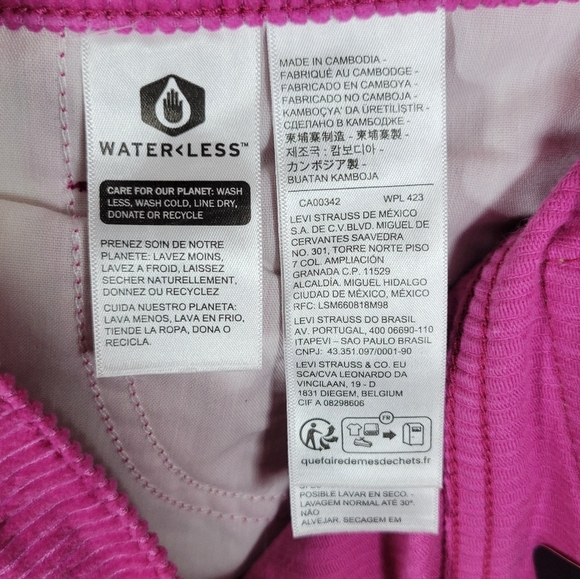 WATER<LESS™
CARE FOR OUR PLANET: WASH
LESS, WASH COLD, LINE DRY,
DONATE OR RECYCLE
PRENEZ SOIN DE NOTRE
PLANETE: LAVEZ MOINS,
LAVEZ A FROID, LAISSEZ
SECHER NATURELLEMENT,
DONNEZ OU RECYCLEZ
CUIDA NUESTRO PLANETA:
LAVA MENOS, LAVA EN FRIO,
TIENDE LA ROPA, DONA O
RECICLA.
MADE IN CAMBODIA -
FABRIQUÉ AU CAMBODGE -
FABRICADO EN CAMBOYA -
FABRICADO NO CAMBOJA -
KAMBOÇYA' DA ÜRETİLİŞTİR -
СДЕЛАНО В КАМБОДЖЕ -
柬埔寨制造 - 柬埔寨製 -
제조국: 캄보디아 -
カンボジア製 -
BUATAN KAMBOJA
CA00342 WPL 423
LEVI STRAUSS DE MÉXICO
S.A. DE C.V.BLVD. MIGUEL DE
CERVANTES SAAVEDRA
NO. 301, TORRE NORTE PISO
7 COL. AMPLIACIÓN
GRANADA C.P. 11529
ALCALDÍA. MIGUEL HIDALGO
CIUDAD DE MÉXICO, MÉXICO
RFC: LSM660818M98
LEVI STRAUSS DO BRASIL
AV. PORTUGAL, 400 06690-110
ITAPEVI – SAO PAULO BRASIL
CNPJ: 43.351.097/0001-90
LEVI STRAUSS & CO. EU
SCA/CVA LEONARDO DA
VINCILAAN, 19 - D
1831 DIEGEM, BELGIUM
CIF A 08298606
FR
quefairedemesdechets.fr
POSIBLE LAVAR EN SECO. -
LAVAGEM NORMAL ATÉ 30º.
NÃO
ALVEJAR. SECAGEM EM